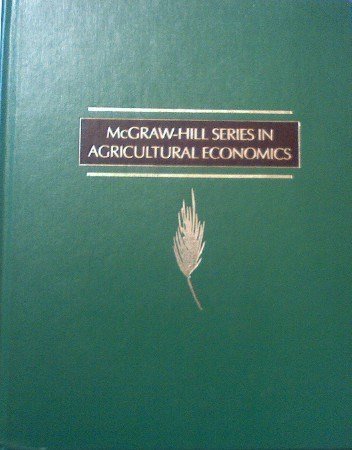 McGRAW-HILL SERIES IN
AGRICULTURAL ECONOMICS